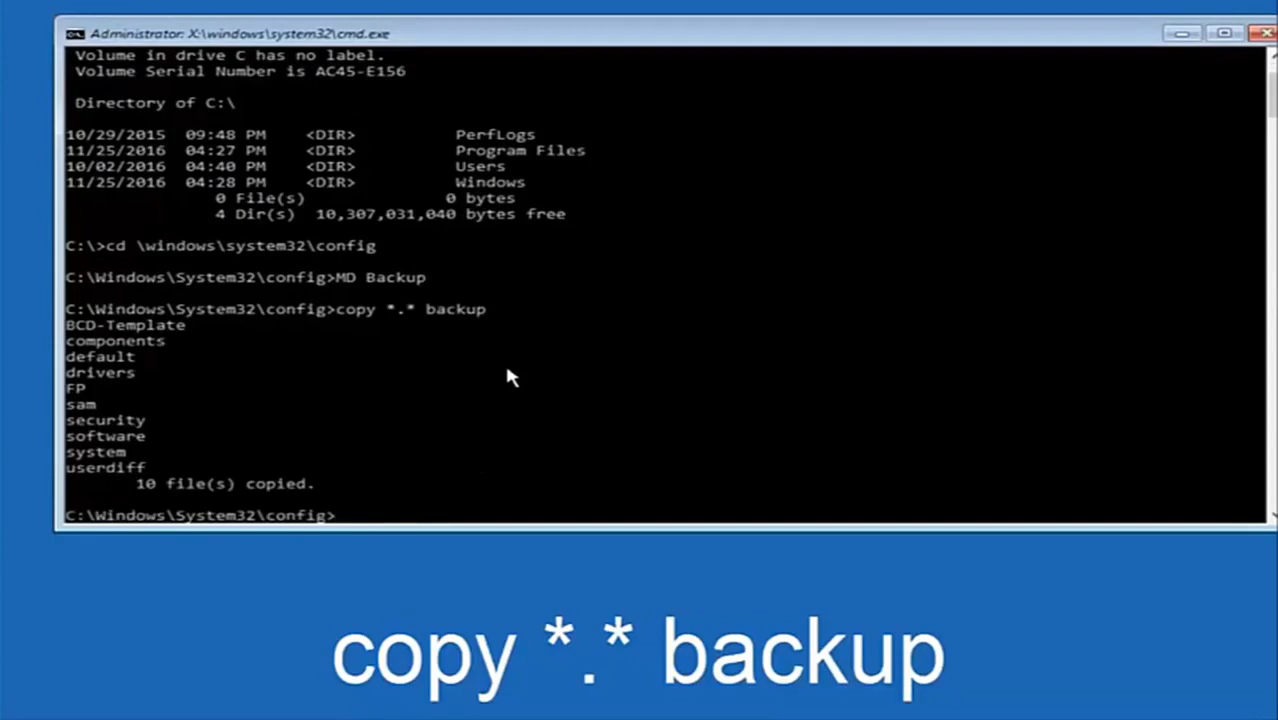 Administrator: X:\windows\system32\cmd.exe
Volume in drive C has no label.
Volume Serial Number is AC45-E156
Directory of C:\
10/29/2015 09:48 PM <DIR> PerfLogs
11/25/2016 04:27 PM <DIR> Program Files
10/02/2016 04:40 PM <DIR> Users
11/25/2016 04:28 PM <DIR> Windows
0 File(s) 0 bytes
4 Dir(s) 10,307,031,040 bytes free
C:\>cd \windows\system32\config
C:\Windows\System32\config>MD Backup
C:\Windows\System32\config>copy *.* backup
BCD-Template
components
default
drivers
FP
sam
security
software
system
userdiff
10 file(s) copied.
C:\Windows\System32\config>
copy *.* backup